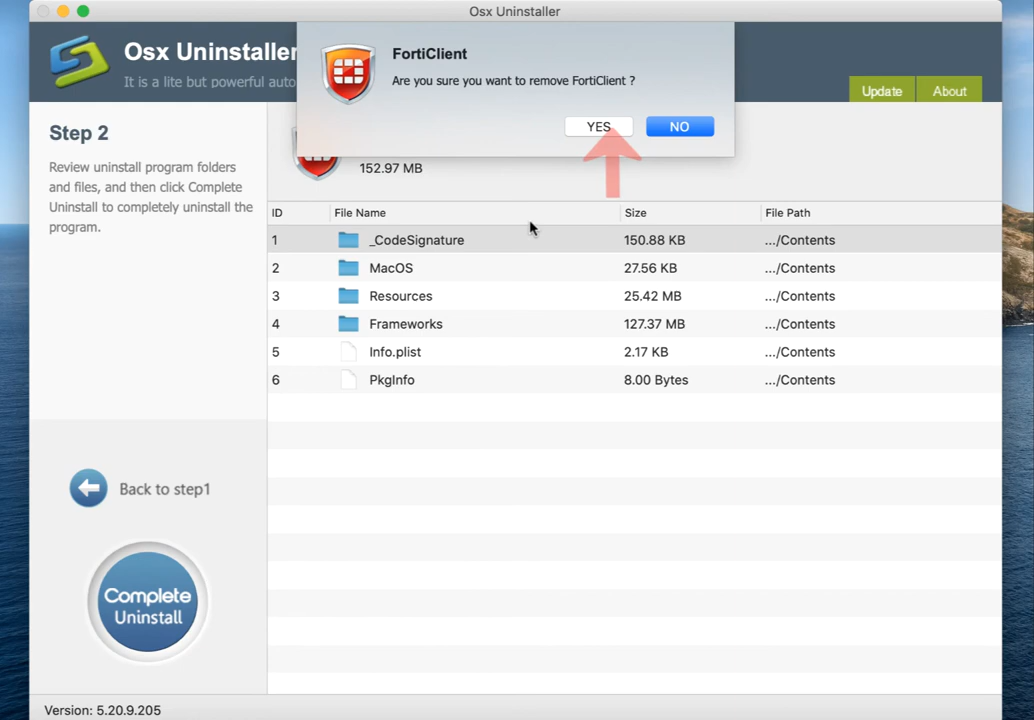 Osx Uninstaller
Osx Uninstaller
It is a lite but powerful auto
FortiClient
Are you sure you want to remove FortiClient ?
YES
NO
Update
About
Step 2
Review uninstall program folders
and files, and then click Complete
Uninstall to completely uninstall the
program.
152.97 MB
ID File Name Size File Path
1 _CodeSignature 150.88 KB .../Contents
2 MacOS 27.56 KB .../Contents
3 Resources 25.42 MB .../Contents
4 Frameworks 127.37 MB .../Contents
5 Info.plist 2.17 KB .../Contents
6 PkgInfo 8.00 Bytes .../Contents
Back to step1
Complete
Uninstall
Version: 5.20.9.205